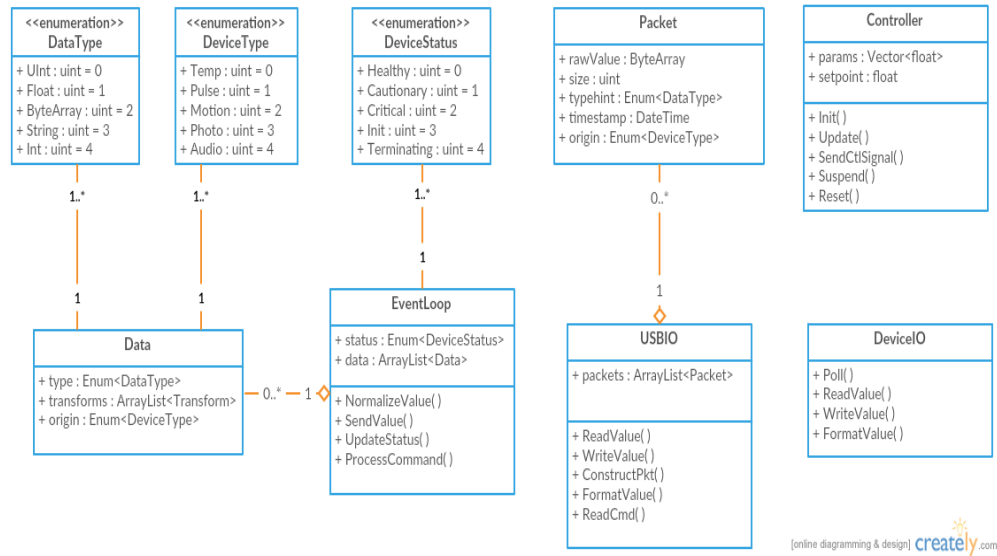 <<enumeration>>
DataType
+ UInt : uint = 0
+ Float : uint = 1
+ ByteArray : uint = 2
+ String : uint = 3
+ Int : uint = 4
<<enumeration>>
DeviceType
+ Temp : uint = 0
+ Pulse : uint = 1
+ Motion : uint = 2
+ Photo : uint = 3
+ Audio : uint = 4
<<enumeration>>
DeviceStatus
+ Healthy : uint = 0
+ Cautionary : uint = 1
+ Critical : uint = 2
+ Init : uint = 3
+ Terminating : uint = 4
Packet
+ rawValue : ByteArray
+ size : uint
+ typehint : Enum<DataType>
+ timestamp : DateTime
+ origin : Enum<DeviceType>
Controller
+ params : Vector<float>
+ setpoint : float
+ Init( )
+ Update( )
+ SendCtlSignal( )
+ Suspend( )
+ Reset( )
1..*
1..*
1..*
0..*
1
1
1
1
Data
+ type : Enum<DataType>
+ transforms : ArrayList<Transform>
+ origin : Enum<DeviceType>
0..*
1
EventLoop
+ status : Enum<DeviceStatus>
+ data : ArrayList<Data>
+ NormalizeValue( )
+ SendValue( )
+ UpdateStatus( )
+ ProcessCommand( )
USBIO
+ packets : ArrayList<Packet>
+ ReadValue( )
+ WriteValue( )
+ ConstructPkt( )
+ FormatValue( )
+ ReadCmd( )
DeviceIO
+ Poll( )
+ ReadValue( )
+ WriteValue( )
+ FormatValue( )
[online diagramming & design] creately.com